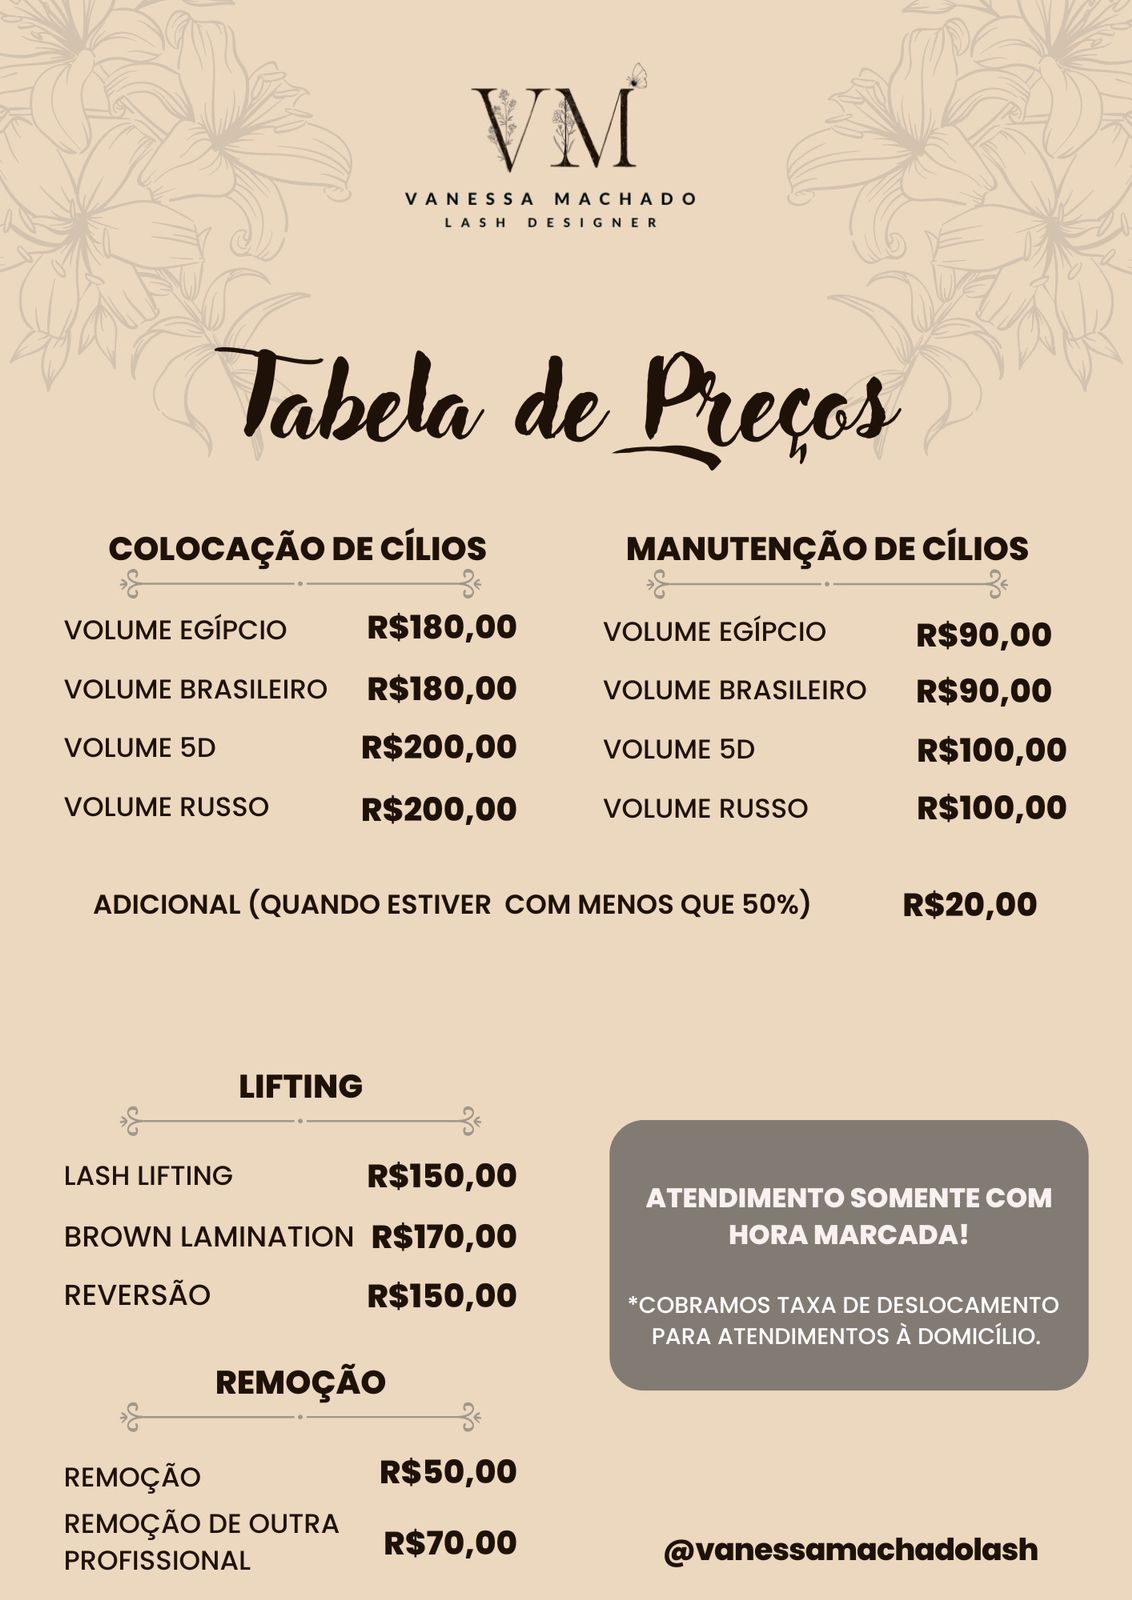 VM
VANESSA MACHADO
LASH DESIGNER
Tabela de Preços
COLOCAÇÃO DE CÍLIOS
VOLUME EGÍPCIO R$180,00
VOLUME BRASILEIRO R$180,00
VOLUME 5D R$200,00
VOLUME RUSSO R$200,00
MANUTENÇÃO DE CÍLIOS
VOLUME EGÍPCIO R$90,00
VOLUME BRASILEIRO R$90,00
VOLUME 5D R$100,00
VOLUME RUSSO R$100,00
ADICIONAL (QUANDO ESTIVER COM MENOS QUE 50%) R$20,00
LIFTING
LASH LIFTING R$150,00
BROWN LAMINATION R$170,00
REVERSÃO R$150,00
REMOÇÃO
REMOÇÃO R$50,00
REMOÇÃO DE OUTRA
PROFISSIONAL R$70,00
ATENDIMENTO SOMENTE COM
HORA MARCADA!
*COBRAMOS TAXA DE DESLOCAMENTO
PARA ATENDIMENTOS À DOMICÍLIO.
@vanessamachadolash